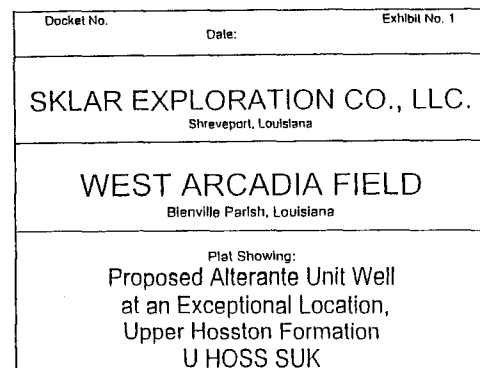 Docket No. Exhibit No. 1
Date:
SKLAR EXPLORATION CO., LLC.
Shreveport, Louisiana
WEST ARCADIA FIELD
Bienville Parish, Louisiana
Plat Showing:
Proposed Alterante Unit Well
at an Exceptional Location,
Upper Hosston Formation
U HOSS SUK